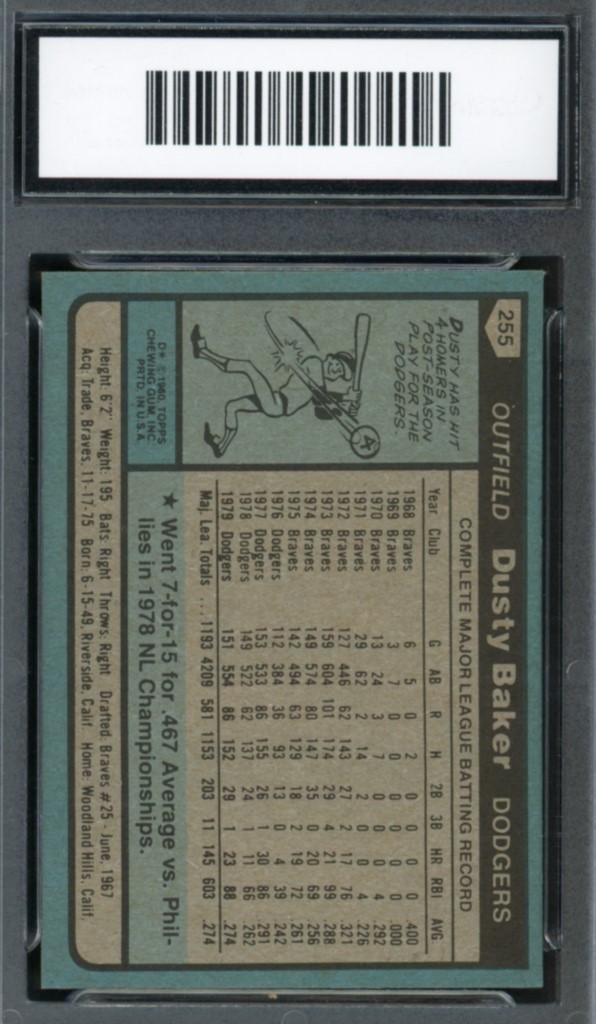 255
OUTFIELD Dusty Baker DODGERS
DUSTY HAS HIT
4 HOMERS IN
POST-SEASON
PLAY FOR THE
DODGERS.
4
D* © 1980, TOPPS
CHEWING GUM, INC.
PRTD. IN U.S.A.
COMPLETE MAJOR LEAGUE BATTING RECORD
Year Club G AB R H 2B 3B HR RBI AVG
1968 Braves 6 5 0 2 0 0 0 0 .400
1969 Braves 3 7 0 0 0 0 0 0 .000
1970 Braves 13 24 3 7 0 0 0 4 .292
1971 Braves 29 62 2 14 2 0 0 4 .226
1972 Braves 127 446 62 143 27 2 17 76 .321
1973 Braves 159 604 101 174 29 4 21 99 .288
1974 Braves 149 574 80 147 35 0 20 69 .256
1975 Braves 142 494 63 129 18 2 19 72 .261
1976 Dodgers 112 384 36 93 13 0 4 39 .242
1977 Dodgers 153 533 86 155 26 1 30 86 .291
1978 Dodgers 149 522 62 137 24 1 11 66 .262
1979 Dodgers 151 554 86 152 29 1 23 88 .274
Maj. Lea. Totals ... 1193 4209 581 1153 203 11 145 603 .274
★ Went 7-for-15 for .467 Average vs. Phil-
lies in 1978 NL Championships.
Height: 6'2" Weight: 195 Bats: Right Throws: Right Drafted: Braves #25 - June, 1967
Acq: Trade, Braves, 11-17-75 Born: 6-15-49, Riverside, Calif. Home: Woodland Hills, Calif.